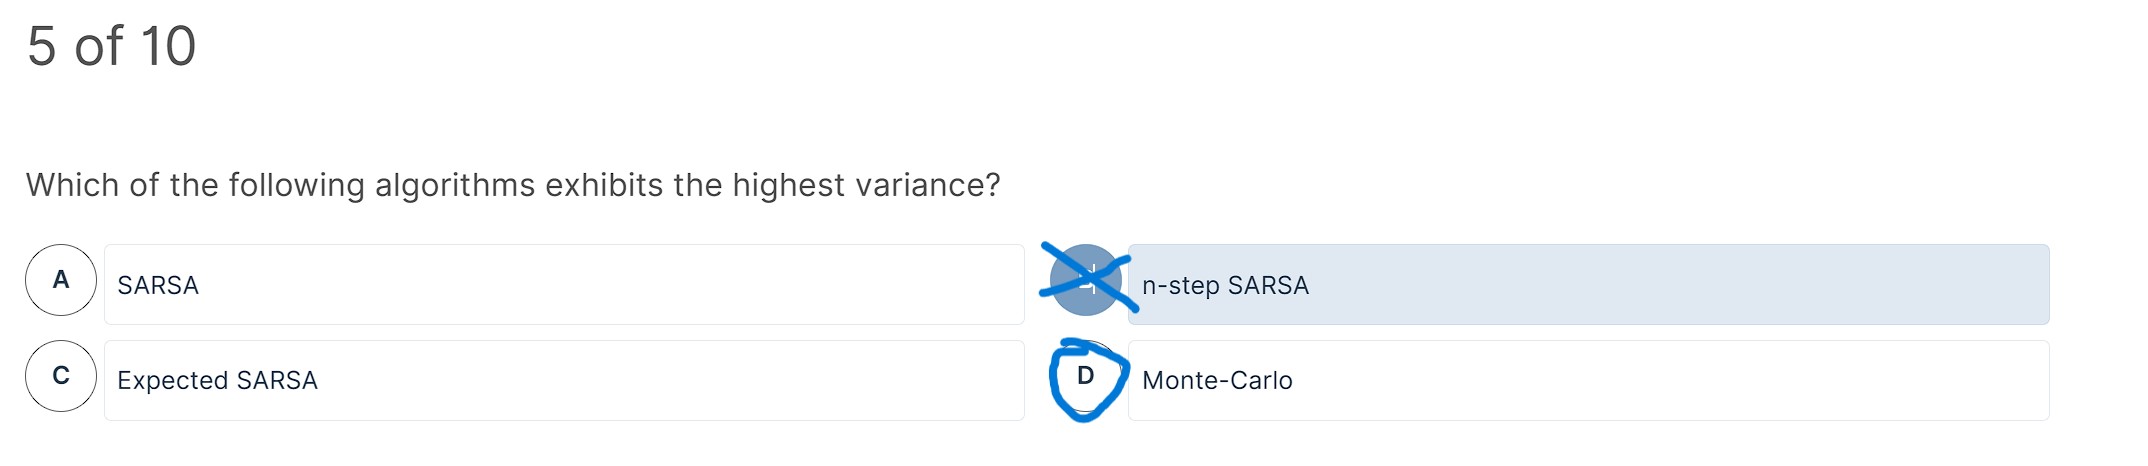 5 of 10
Which of the following algorithms exhibits the highest variance?
A SARSA
n-step SARSA
C Expected SARSA
D Monte-Carlo